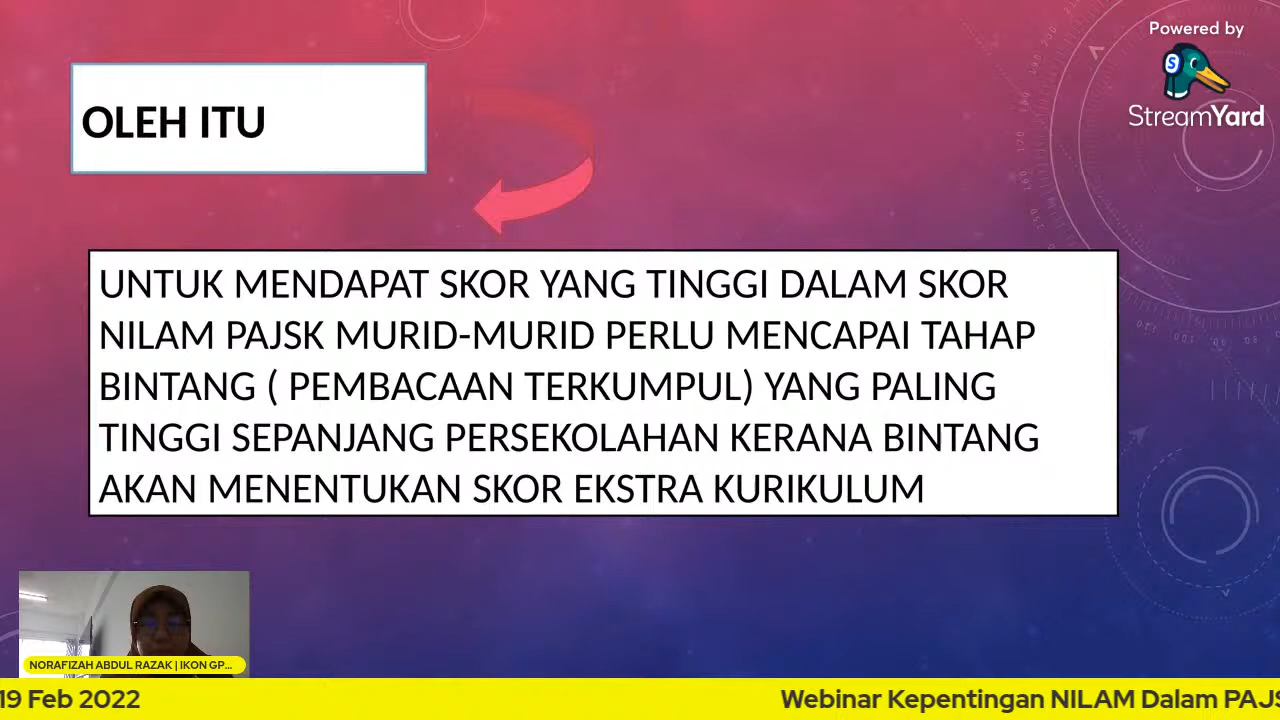 Powered by
StreamYard
OLEH ITU
UNTUK MENDAPAT SKOR YANG TINGGI DALAM SKOR
NILAM PAJSK MURID-MURID PERLU MENCAPAI TAHAP
BINTANG ( PEMBACAAN TERKUMPUL) YANG PALING
TINGGI SEPANJANG PERSEKOLAHAN KERANA BINTANG
AKAN MENENTUKAN SKOR EKSTRA KURIKULUM
NORAFIZAH ABDUL RAZAK | IKON GP...
19 Feb 2022
Webinar Kepentingan NILAM Dalam PAJS